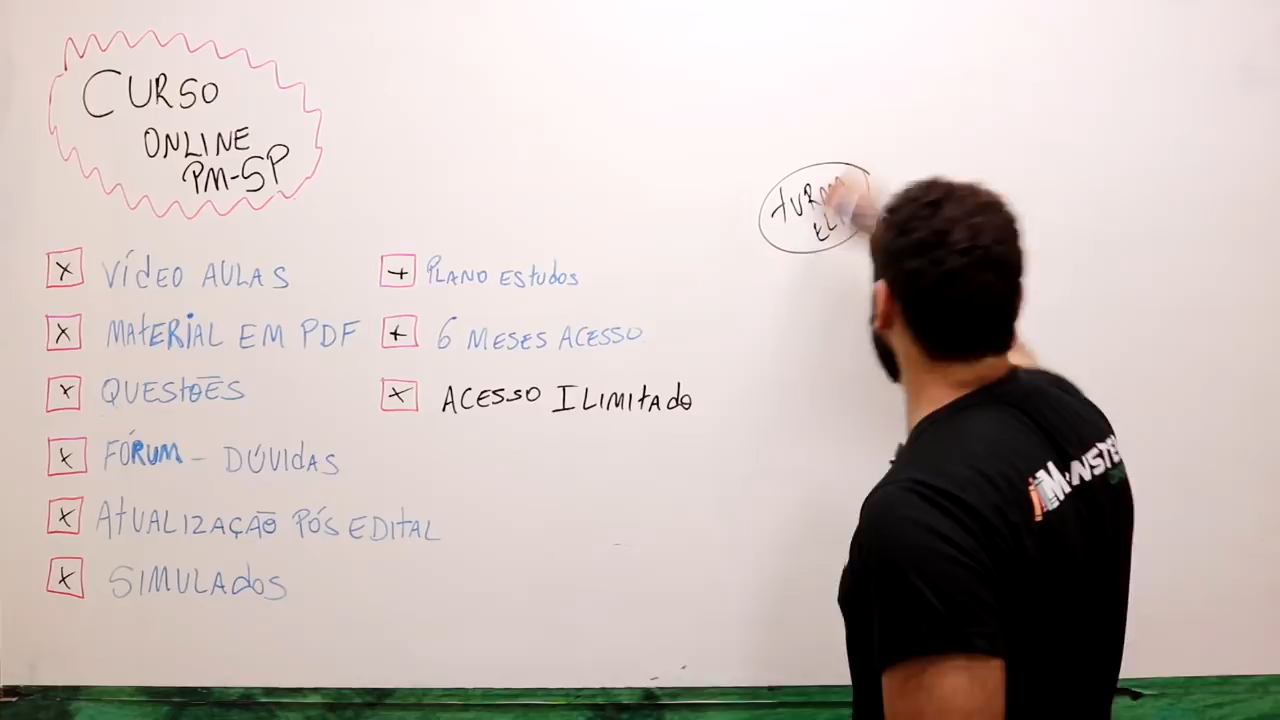 CURSO
ONLINE
PM-SP
X VÍDEO AULAS
X MATERIAL EM PDF
X QUESTÕES
X FÓRUM - DÚVIDAS
X ATUALIZAÇÃO PÓS EDITAL
X SIMULADOS
+ PLANO ESTUDOS
+ 6 MESES ACESSO
X ACESSO ILIMITADO